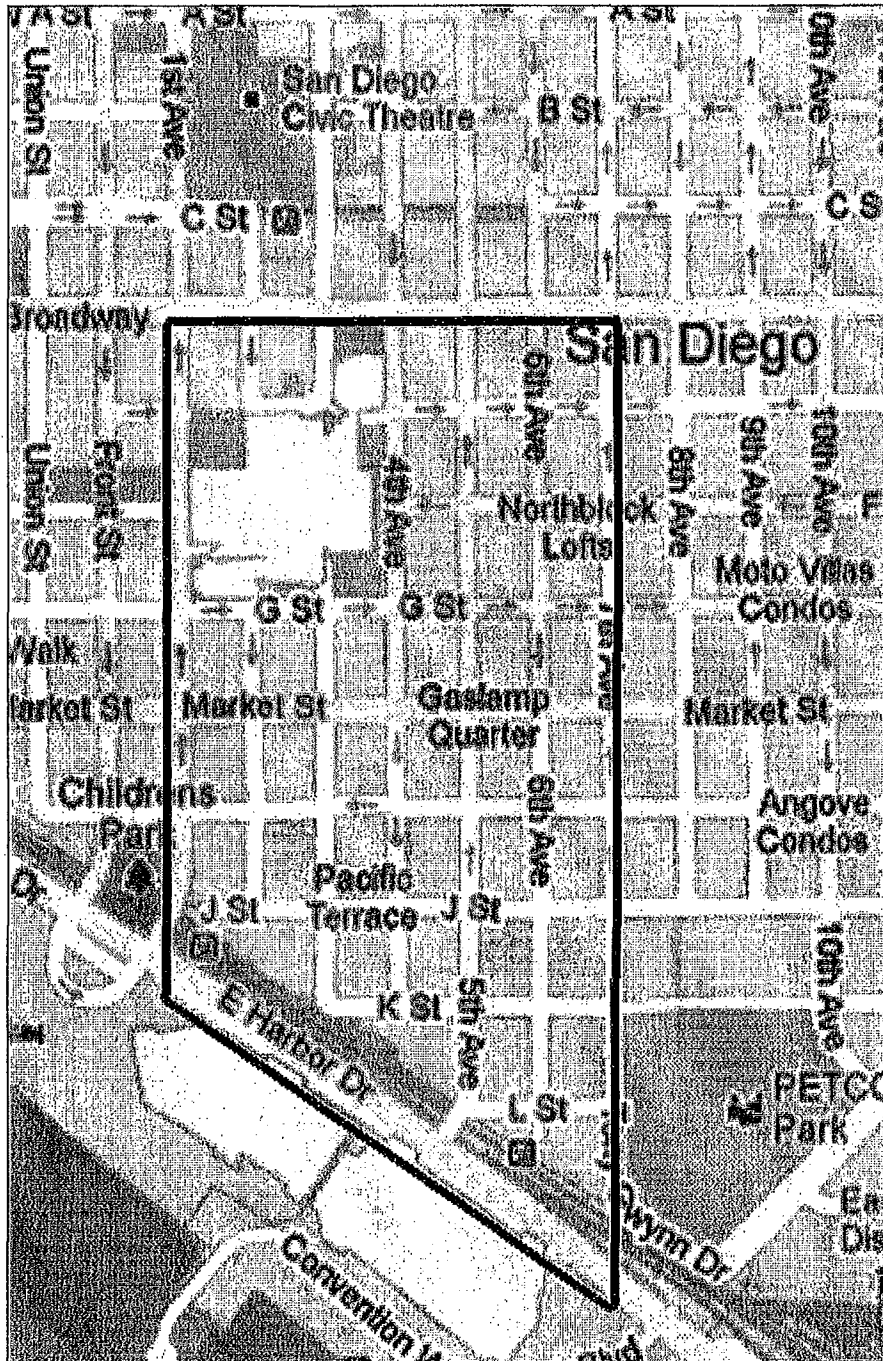 A St
A St
A St
Union St
1st Ave
San Diego
Civic Theatre
B St
C St
C S
Broadway
San Diego
6th Ave
Union St
Front St
4th Ave
8th Ave
9th Ave
10th Ave
Northblock
Lofts
F
Moto Villas
Condos
G St
G St
Walk
Market St
Market St
Gaslamp
Quarter
Market St
Childrens
Park
6th Ave
Angove
Condos
J St
Pacific
Terrace
J St
10th Ave
E Harbor Dr
K St
5th Ave
L St
PETCO
Park
Gwynn Dr
Ea
Dis
Convention
Blvd